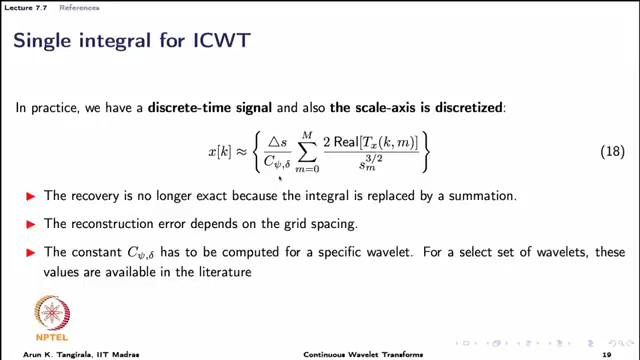 Lecture 7.7 References
Single integral for ICWT
In practice, we have a discrete-time signal and also the scale-axis is discretized:
x[k] ≈ { △s / C_{ψ,δ} ∑_{m=0}^{M} 2 Real[T_x(k, m)] / s_m^{3/2} } (18)
▶ The recovery is no longer exact because the integral is replaced by a summation.
▶ The reconstruction error depends on the grid spacing.
▶ The constant C_{ψ,δ} has to be computed for a specific wavelet. For a select set of wavelets, these
values are available in the literature
NPTEL
Arun K. Tangirala, IIT Madras Continuous Wavelet Transforms 19